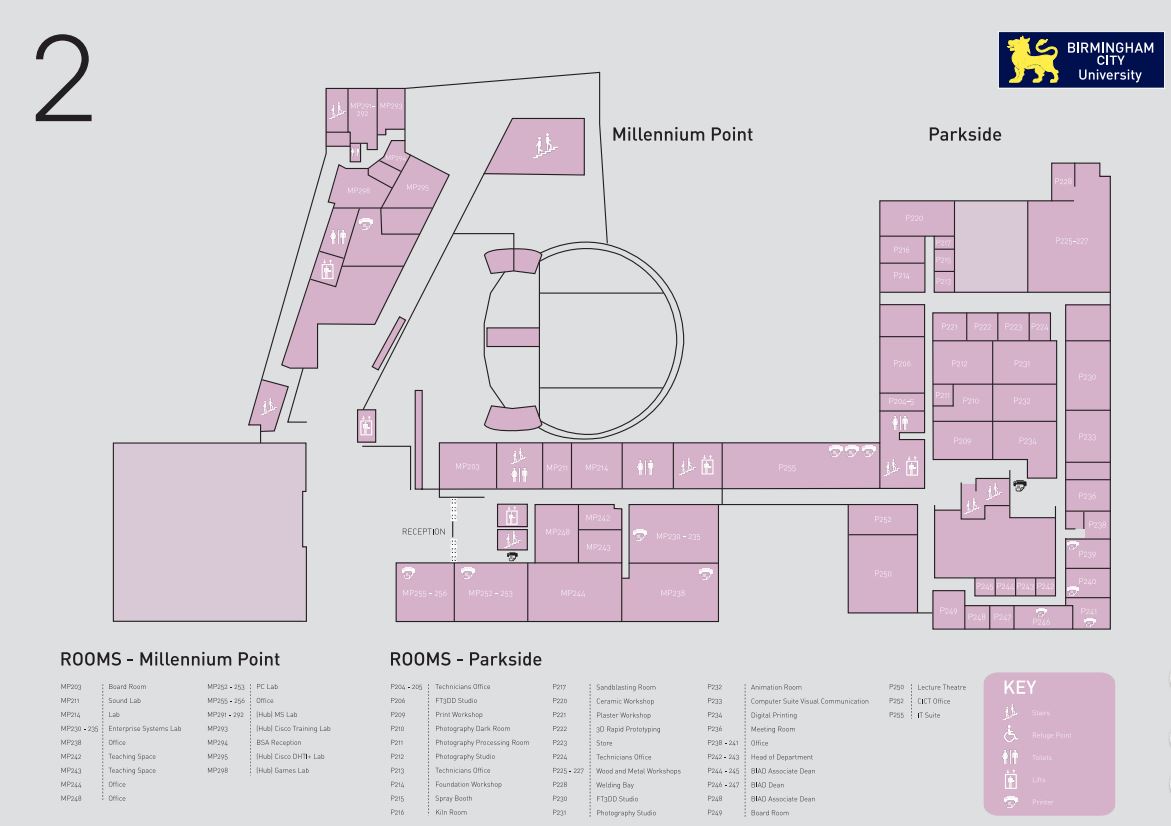 2
BIRMINGHAM
CITY
University
Millennium Point
Parkside
MP291-
292
MP293
MP294
MP295
MP298
P228
P220
P225-227
P216
P217
P215
P214
P213
P221
P222
P223
P224
P206
P212
P231
P230
P204-5
P211
P210
P232
P209
P234
P233
MP203
MP211
MP214
P255
P236
RECEPTION
MP248
MP242
MP243
MP230 - 235
P252
P238
P239
P250
P240
MP255 - 256
MP252 - 253
MP244
MP238
P245
P249
P248
P247
P246
P241
ROOMS - Millennium Point
MP203 Board Room
MP211 Sound Lab
MP214 Lab
MP230 - 235 Enterprise Systems Lab
MP238 Office
MP242 Teaching Space
MP243 Teaching Space
MP244 Office
MP248 Office
MP252 - 253 PC Lab
MP255 - 256 Office
MP291 - 292 (Hub) MS Lab
MP293 (Hub) Cisco Training Lab
MP294 BSA Reception
MP295 (Hub) Cisco OHTI+ Lab
MP298 (Hub) Games Lab
ROOMS - Parkside
P204 - 205 Technicians Office
P206 FT3DD Studio
P209 Print Workshop
P210 Photography Dark Room
P211 Photography Processing Room
P212 Photography Studio
P213 Technicians Office
P214 Foundation Workshop
P215 Spray Booth
P216 Kiln Room
P217 Sandblasting Room
P220 Ceramic Workshop
P221 Plaster Workshop
P222 3D Rapid Prototyping
P223 Store
P224 Technicians Office
P225 - 227 Wood and Metal Workshops
P228 Welding Bay
P230 FT3DD Studio
P231 Photography Studio
P232 Animation Room
P233 Computer Suite Visual Communication
P234 Digital Printing
P236 Meeting Room
P238 - 241 Office
P242 - 243 Head of Department
P244 - 245 BIAD Associate Dean
P246 - 247 BIAD Dean
P248 BIAD Associate Dean
P249 Board Room
P250 Lecture Theatre
P252 CICT Office
P255 IT Suite
KEY
Stairs
Refuge Point
Toilets
Lifts
Printer